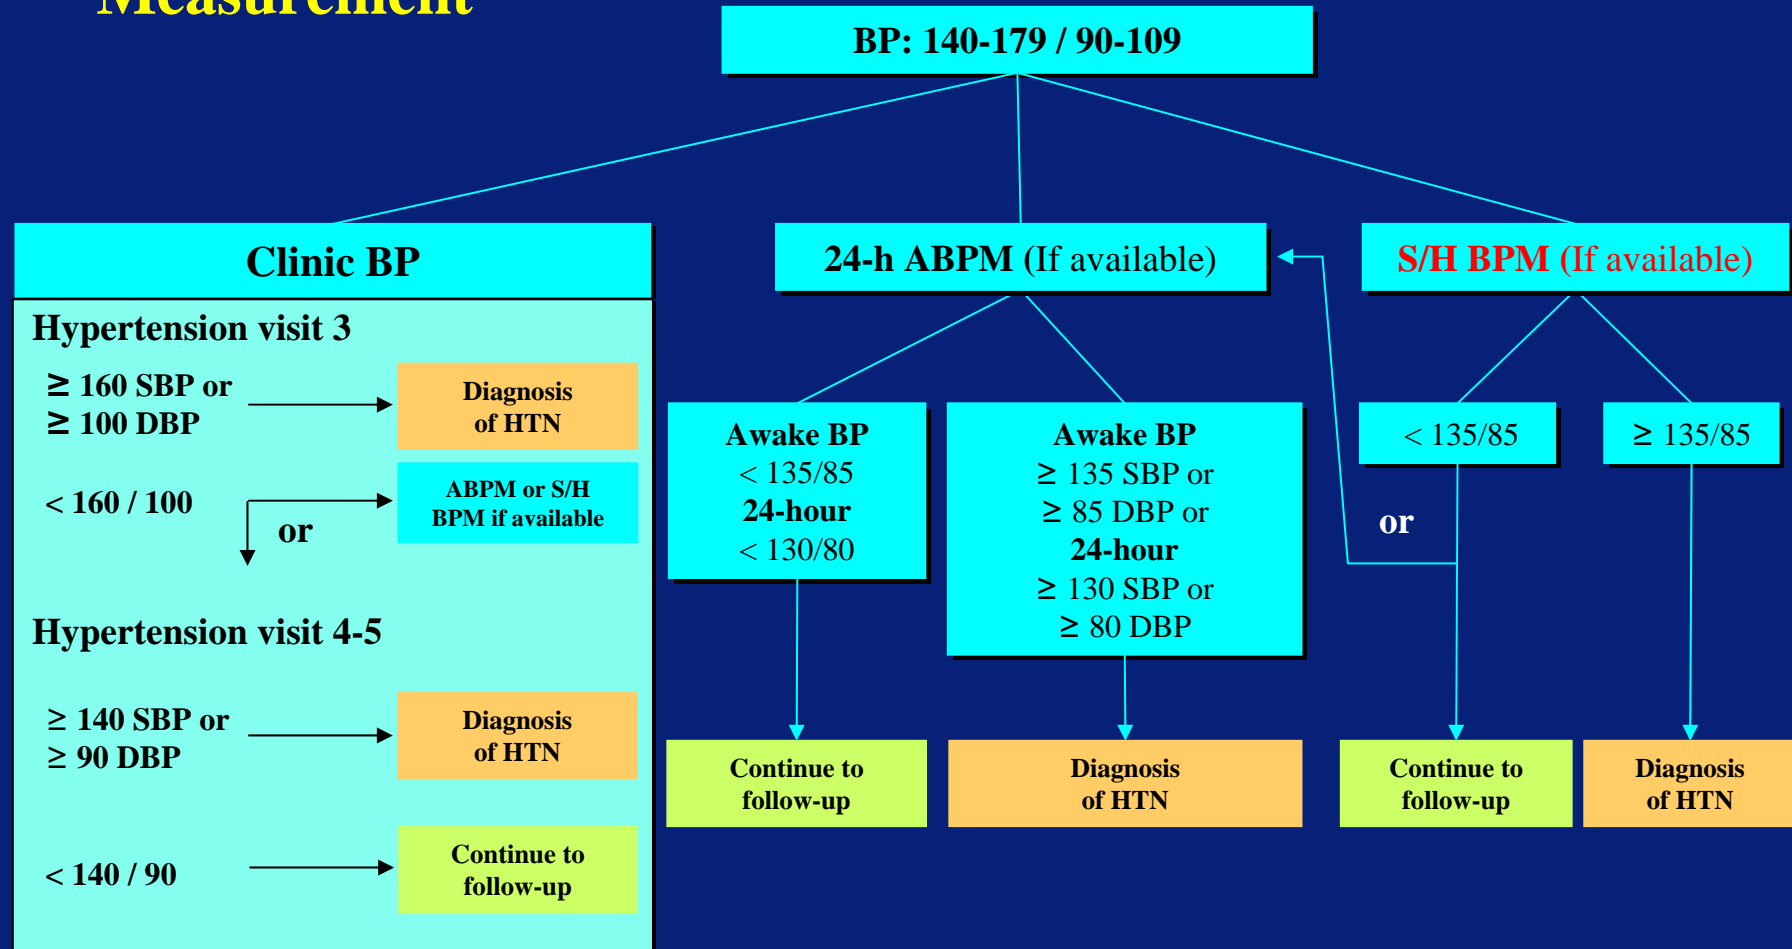 Measurement
BP: 140-179 / 90-109
Clinic BP
Hypertension visit 3
≥ 160 SBP or
≥ 100 DBP
Diagnosis
of HTN
< 160 / 100
ABPM or S/H
BPM if available
or
Hypertension visit 4-5
≥ 140 SBP or
≥ 90 DBP
Diagnosis
of HTN
< 140 / 90
Continue to
follow-up
24-h ABPM (If available)
Awake BP
< 135/85
24-hour
< 130/80
Continue to
follow-up
Awake BP
≥ 135 SBP or
≥ 85 DBP or
24-hour
≥ 130 SBP or
≥ 80 DBP
Diagnosis
of HTN
S/H BPM (If available)
< 135/85
or
Continue to
follow-up
≥ 135/85
Diagnosis
of HTN